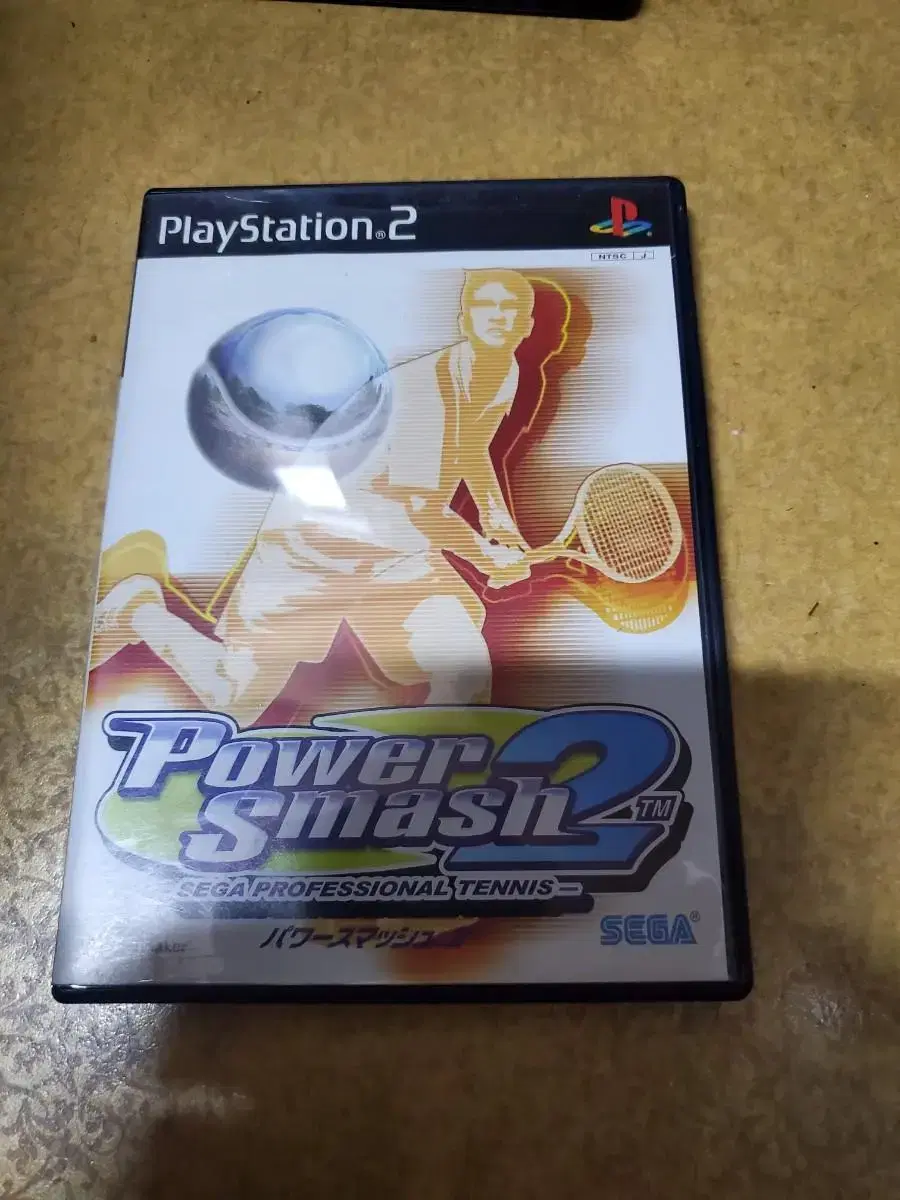 PlayStation®2
NTSC J
Power
Smash 2™
SEGA PROFESSIONAL TENNIS
パワースマッシュ
SEGA®